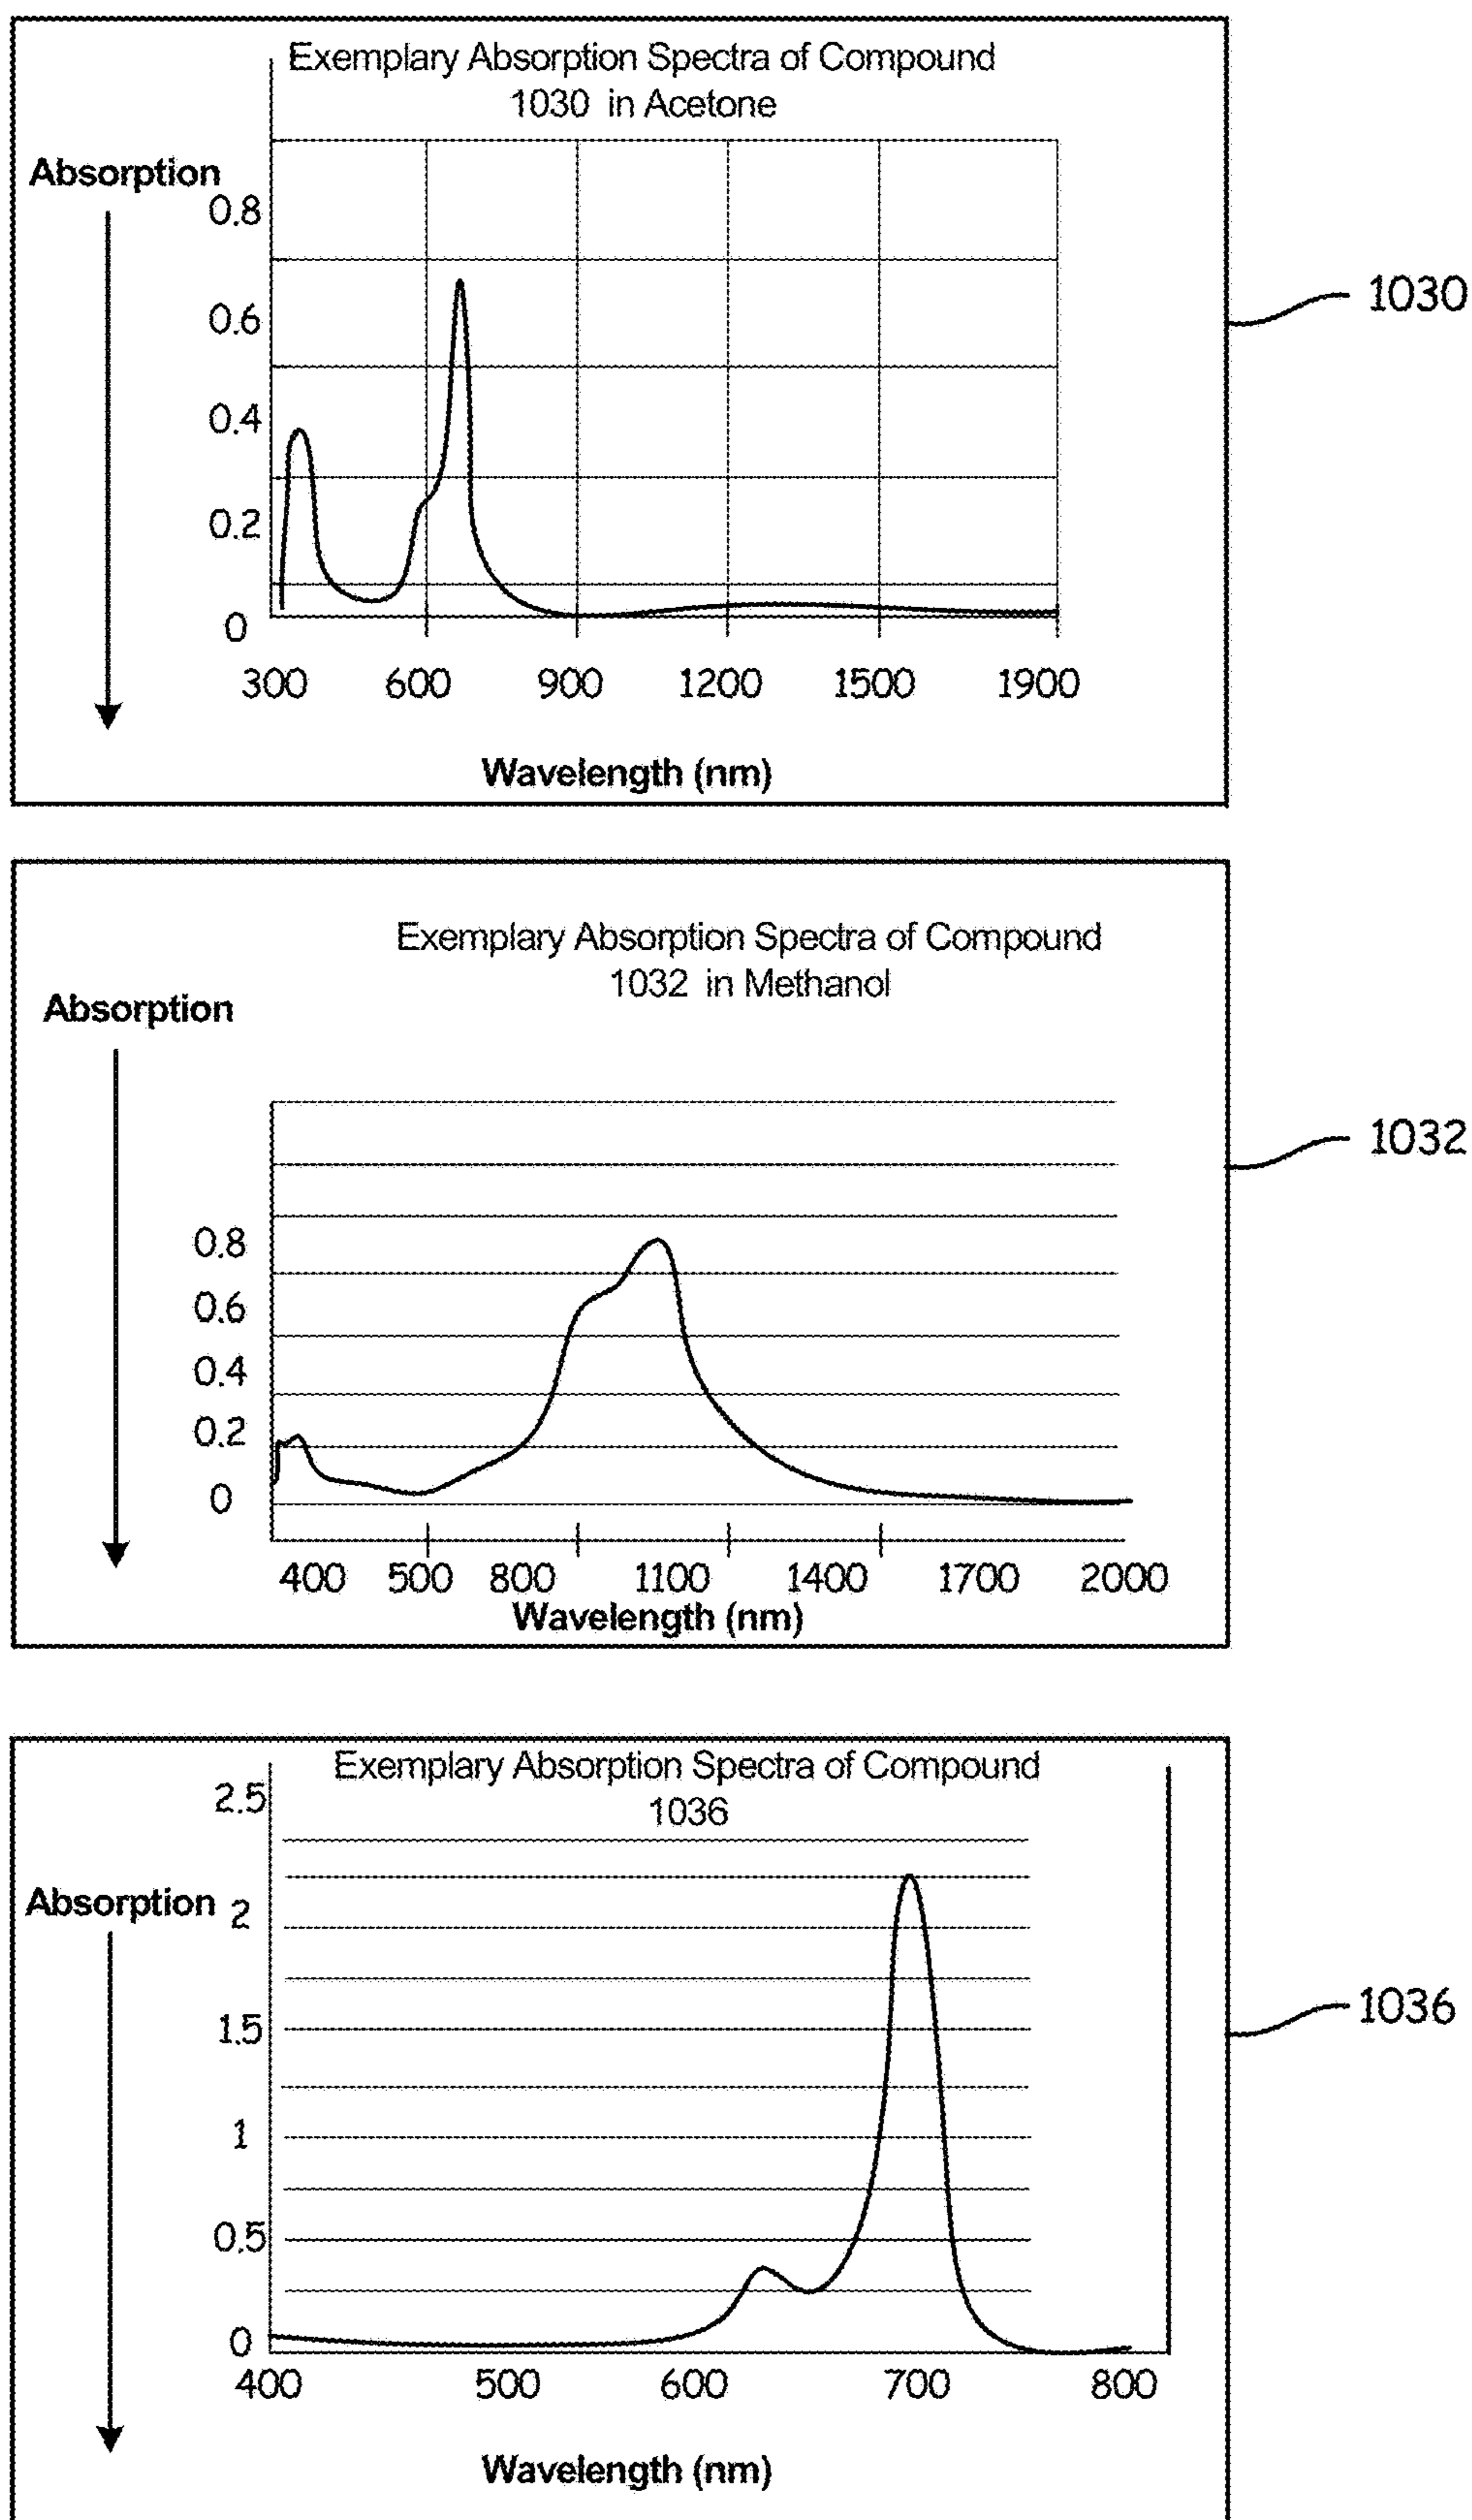 Exemplary Absorption Spectra of Compound
1030 in Acetone
Absorption
0.8
0.6
0.4
0.2
0
300 600 900 1200 1500 1900
Wavelength (nm)
1030
Exemplary Absorption Spectra of Compound
1032 in Methanol
Absorption
0.8
0.6
0.4
0.2
0
400 500 800 1100 1400 1700 2000
Wavelength (nm)
1032
Exemplary Absorption Spectra of Compound
1036
Absorption
2.5
2
1.5
1
0.5
0
400 500 600 700 800
Wavelength (nm)
1036